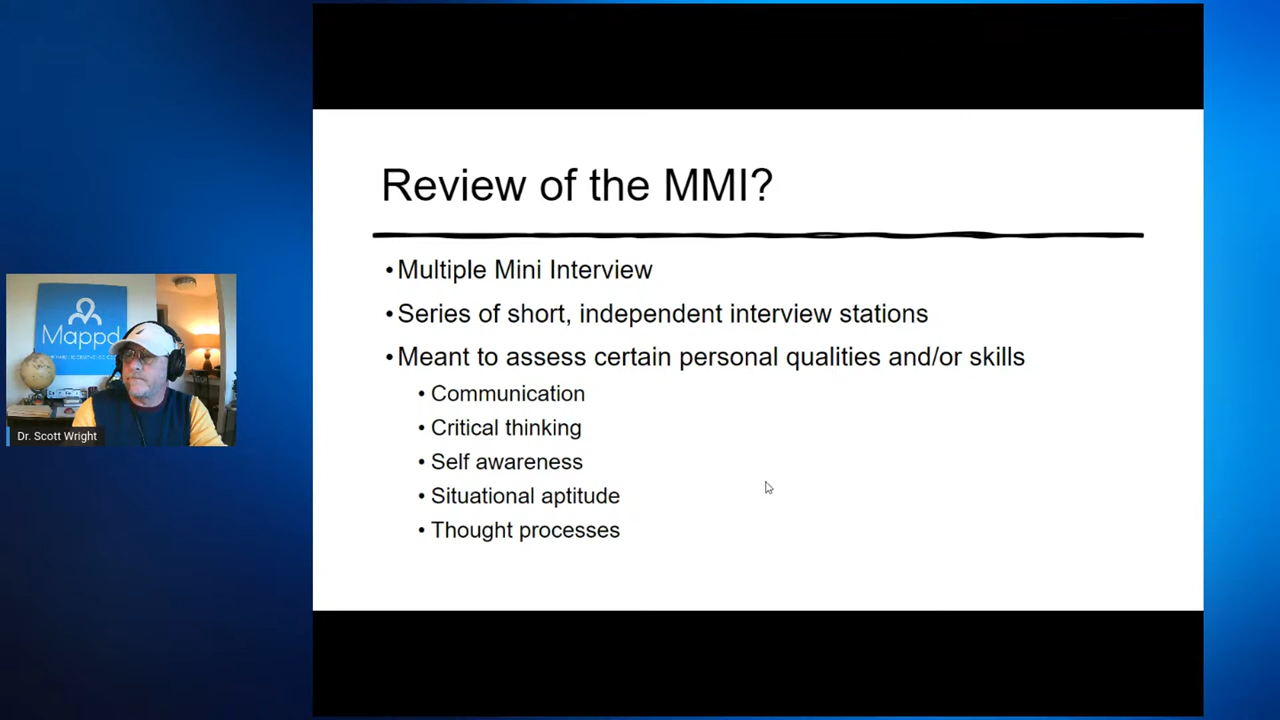 Review of the MMI?
•Multiple Mini Interview
•Series of short, independent interview stations
•Meant to assess certain personal qualities and/or skills
• Communication
• Critical thinking
• Self awareness
• Situational aptitude
• Thought processes
Mappd
Dr. Scott Wright